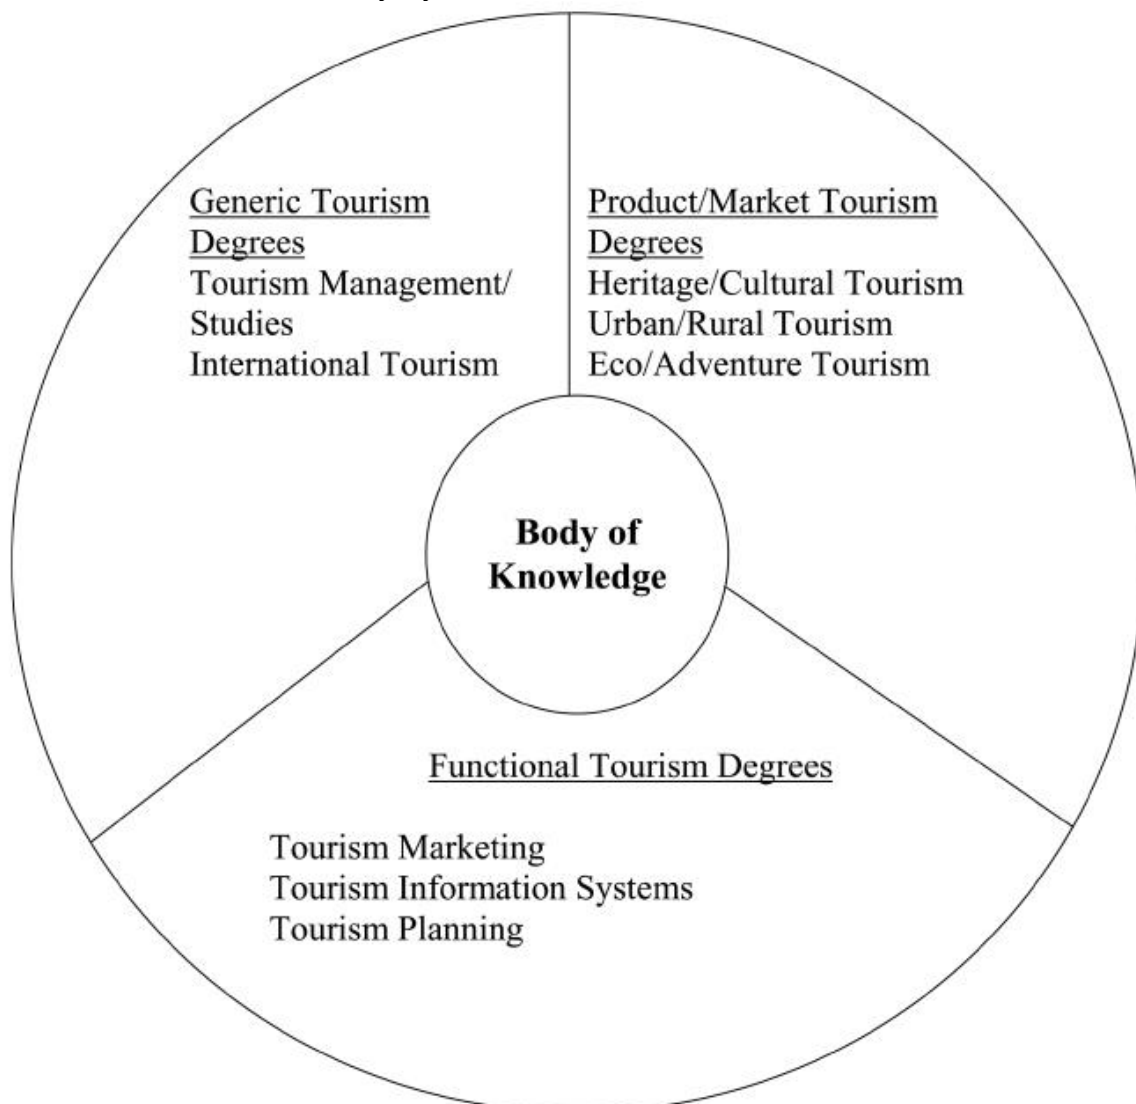 Generic Tourism
Degrees
Tourism Management/
Studies
International Tourism
Product/Market Tourism
Degrees
Heritage/Cultural Tourism
Urban/Rural Tourism
Eco/Adventure Tourism
Body of
Knowledge
Functional Tourism Degrees
Tourism Marketing
Tourism Information Systems
Tourism Planning